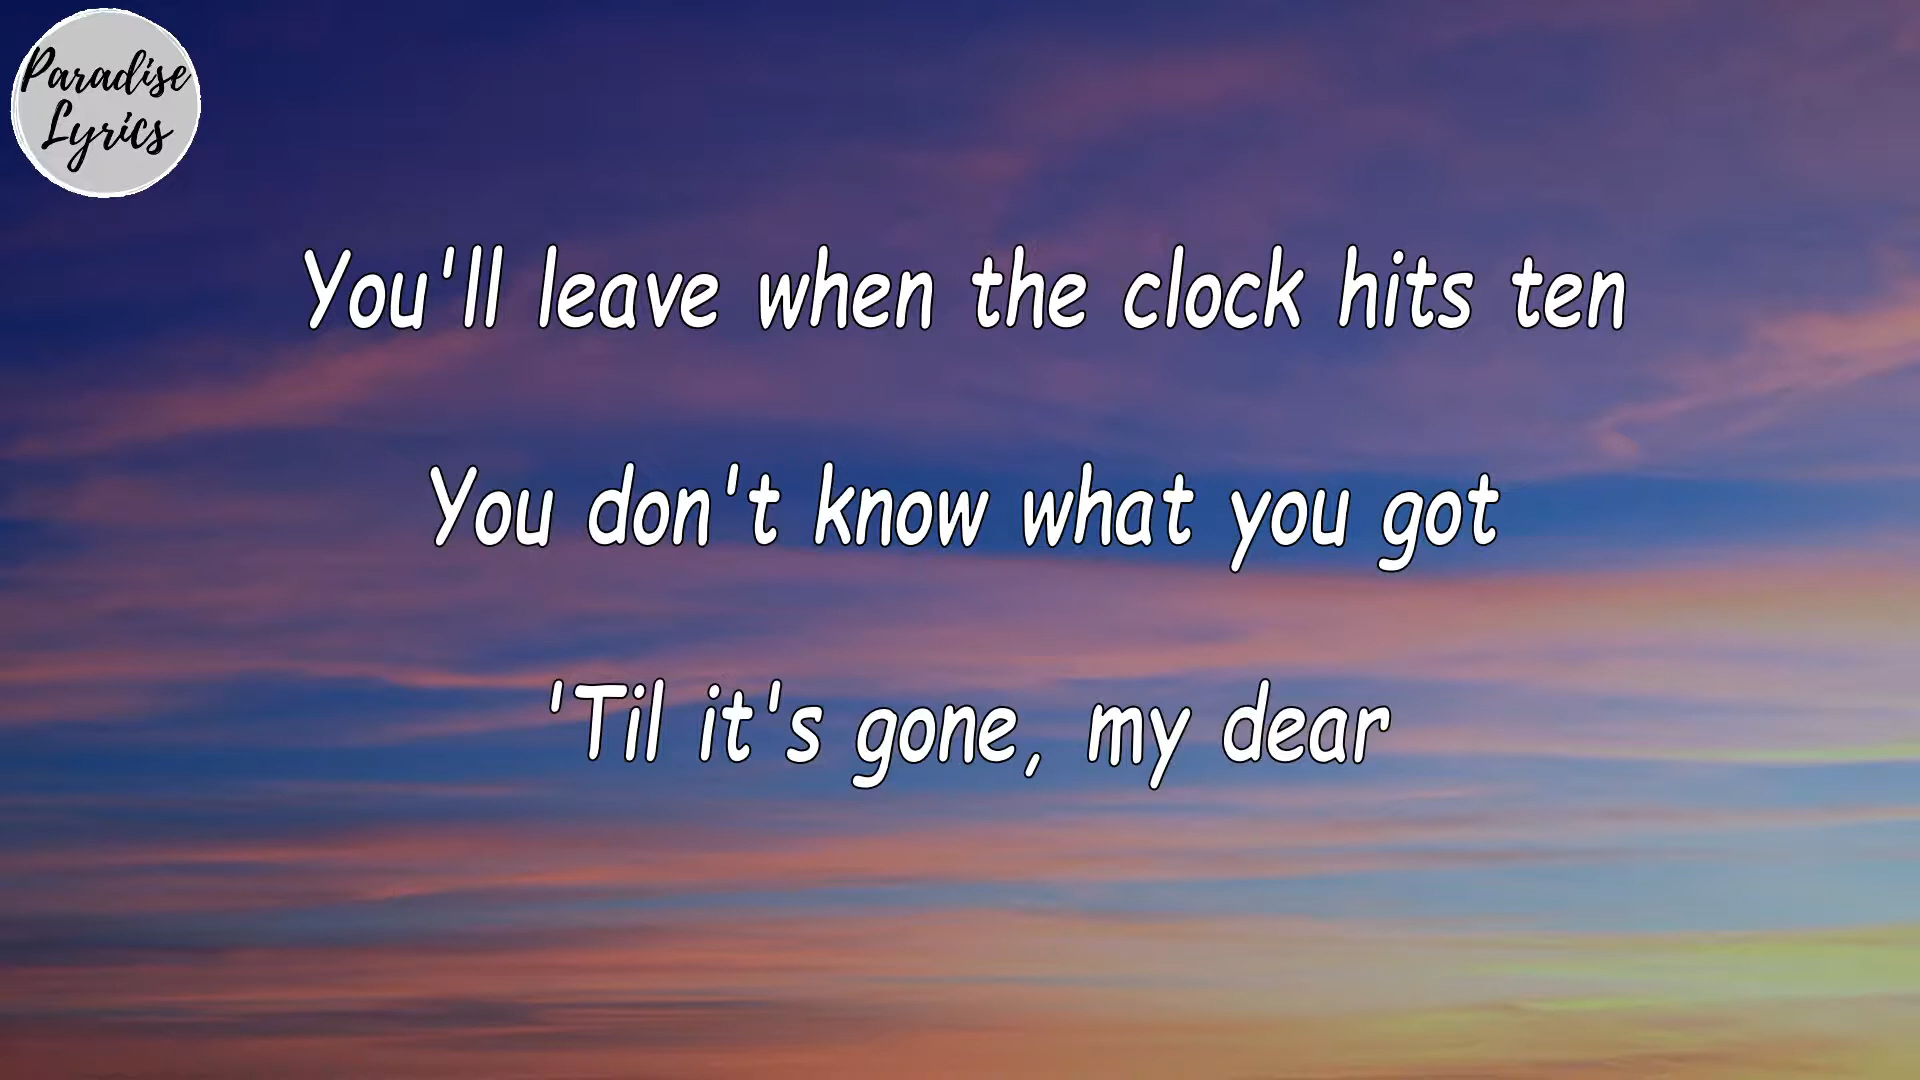 Paradise
Lyrics
You'll leave when the clock hits ten
You don't know what you got
'Til it's gone, my dear